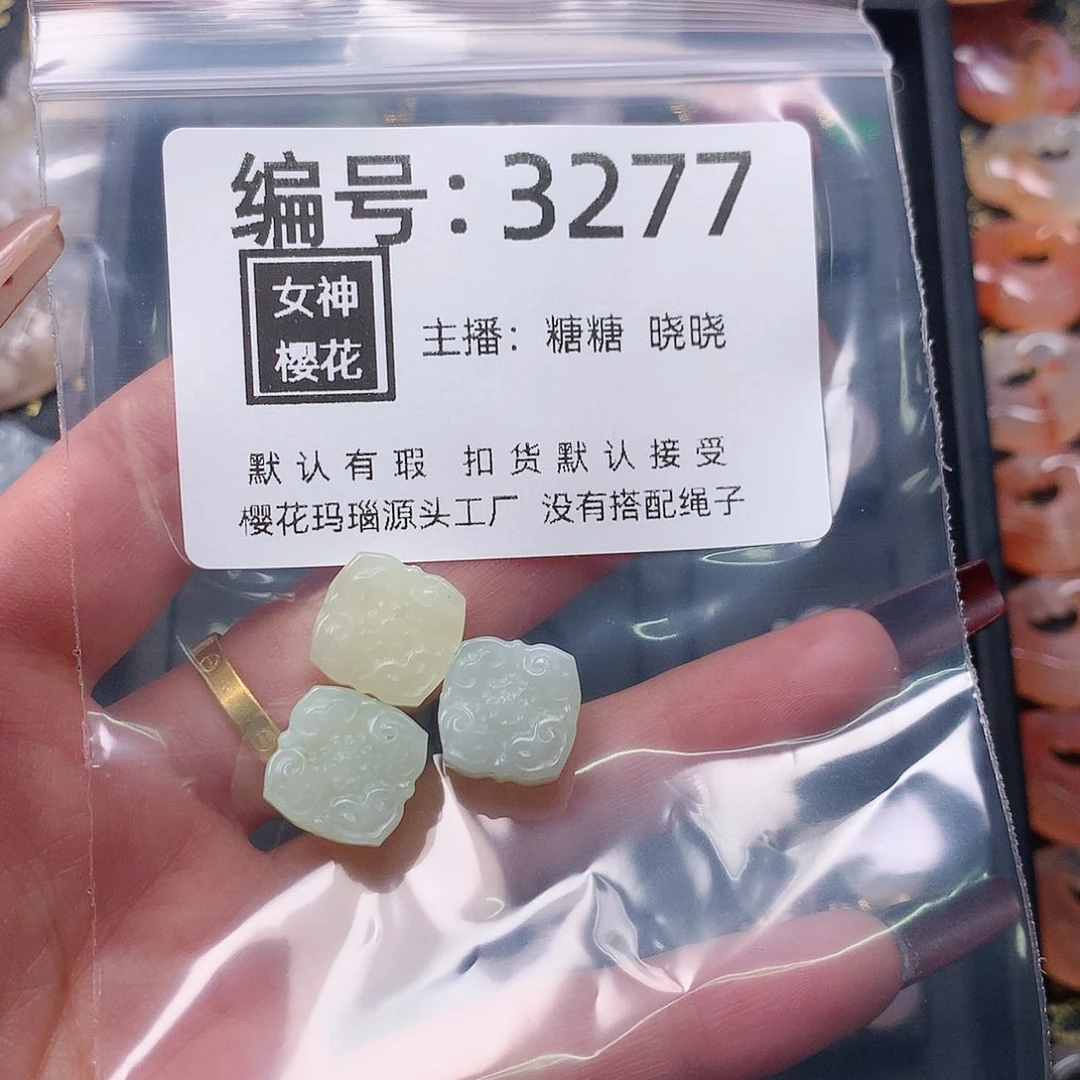 编号:3277
女神
樱花
主播: 糖糖 晓晓
默认有瑕 扣货默认接受
樱花玛瑙源头工厂 没有搭配绳子